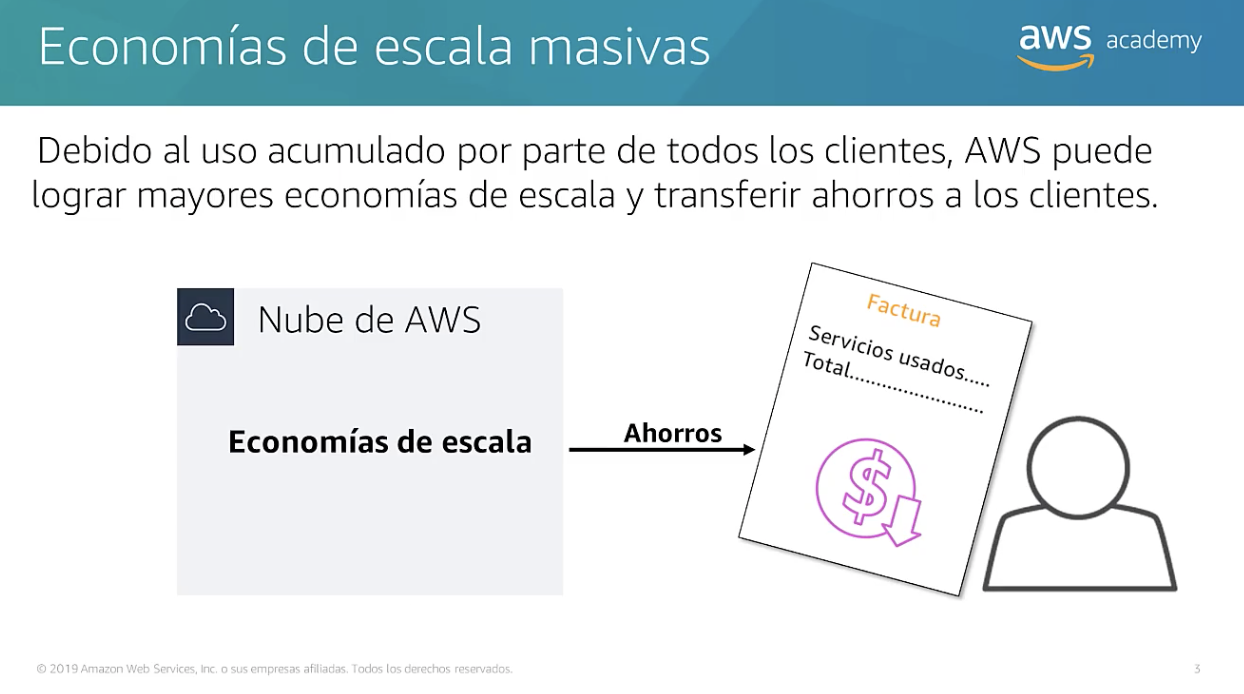 Economías de escala masivas
aws academy
Debido al uso acumulado por parte de todos los clientes, AWS puede
lograr mayores economías de escala y transferir ahorros a los clientes.
Nube de AWS
Economías de escala
Ahorros
Factura
Servicios usados.....
Total........................
$
© 2019 Amazon Web Services, Inc. o sus empresas afiliadas. Todos los derechos reservados.
3